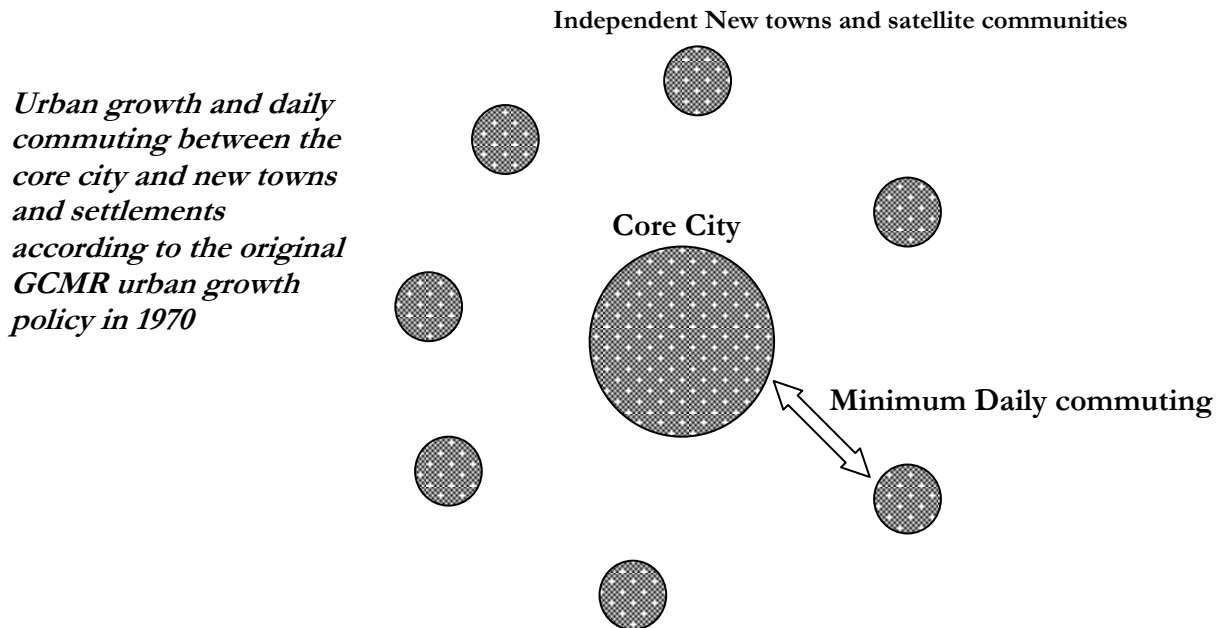 Independent New towns and satellite communities
Urban growth and daily
commuting between the
core city and new towns
and settlements
according to the original
GCMR urban growth
policy in 1970
Core City
Minimum Daily commuting